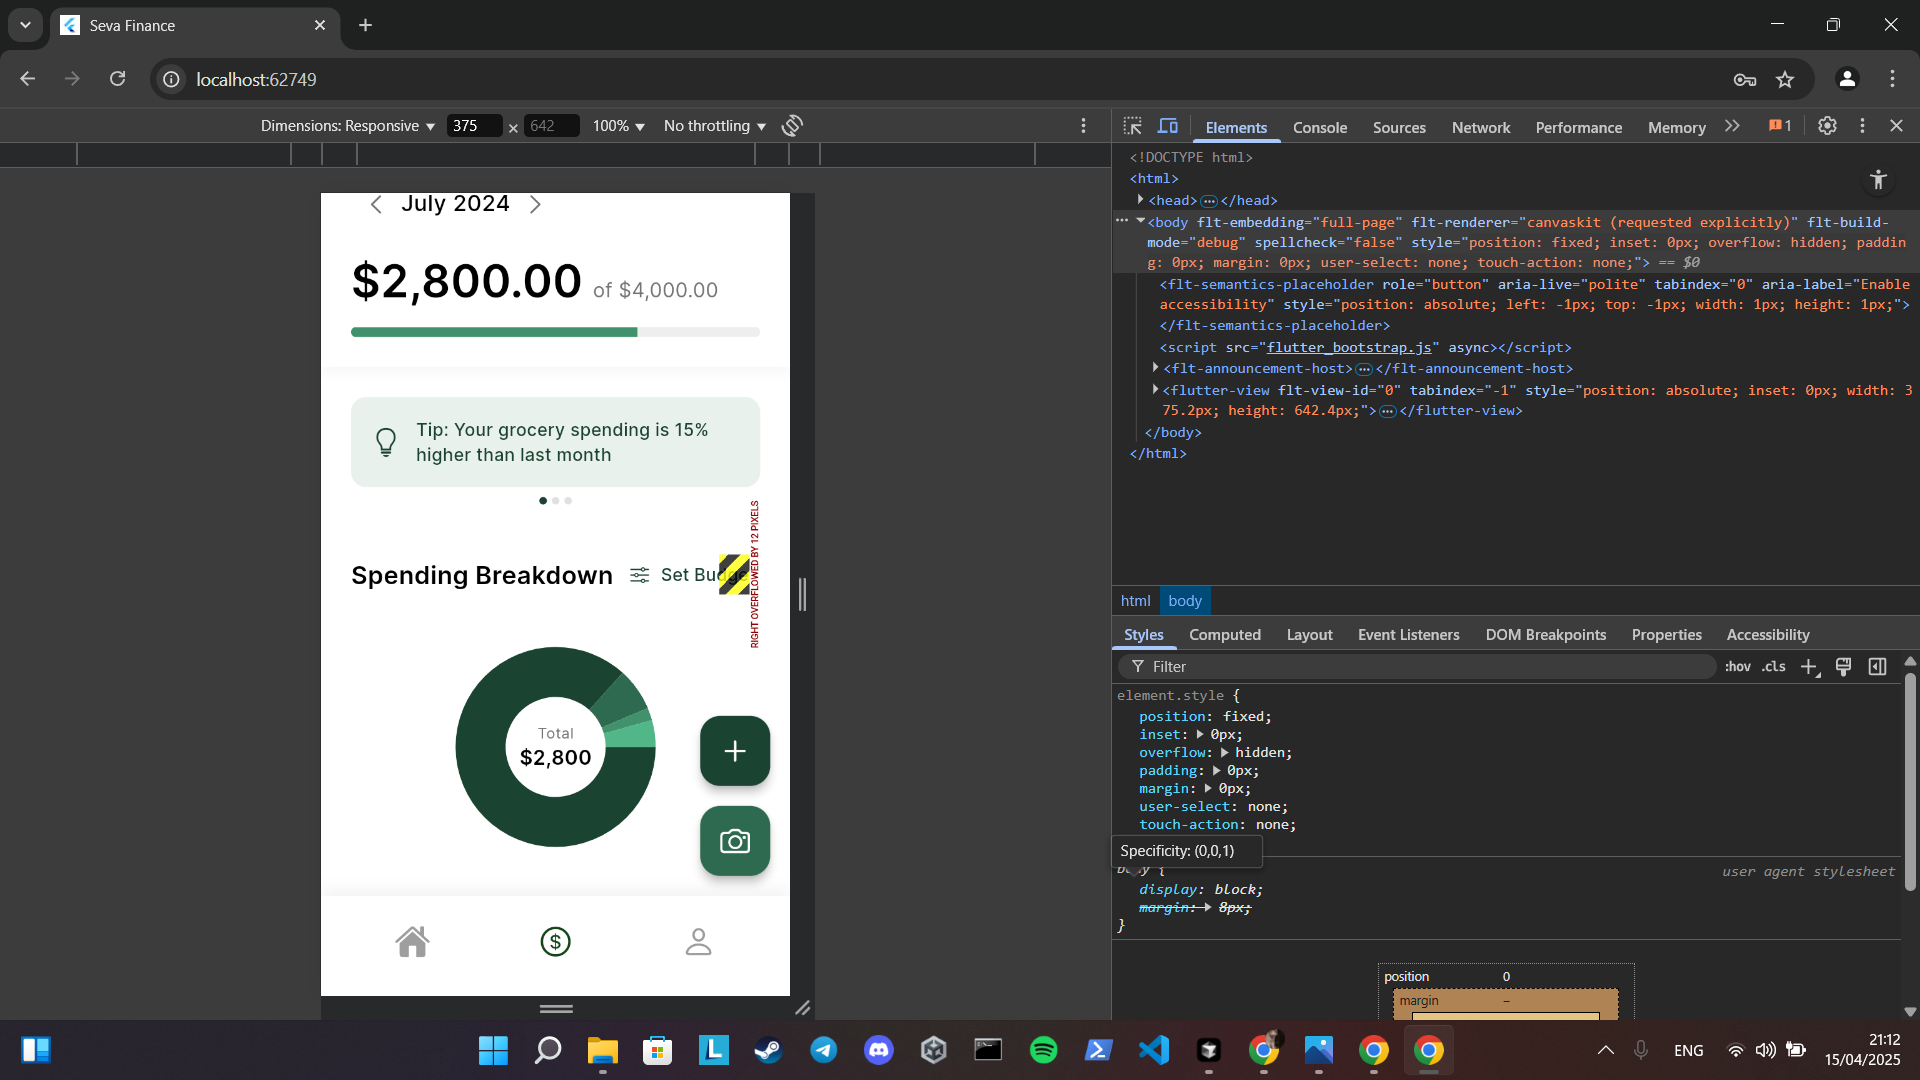 Seva Finance
localhost:62749
Dimensions: Responsive 375 × 642 100% No throttling
Elements Console Sources Network Performance Memory 1
July 2024
$2,800.00 of $4,000.00
Tip: Your grocery spending is 15%
higher than last month
Spending Breakdown Set Budge
RIGHT OVERFLOWED BY 12 PIXELS
Total
$2,800
<!DOCTYPE html>
<html>
<head> ··· </head>
··· <body flt-embedding="full-page" flt-renderer="canvaskit (requested explicitly)" flt-build-
mode="debug" spellcheck="false" style="position: fixed; inset: 0px; overflow: hidden; paddin
g: 0px; margin: 0px; user-select: none; touch-action: none;"> == $0
<flt-semantics-placeholder role="button" aria-live="polite" tabindex="0" aria-label="Enable
accessibility" style="position: absolute; left: -1px; top: -1px; width: 1px; height: 1px;">
</flt-semantics-placeholder>
<script src="flutter_bootstrap.js" async></script>
<flt-announcement-host> ··· </flt-announcement-host>
<flutter-view flt-view-id="0" tabindex="-1" style="position: absolute; inset: 0px; width: 3
75.2px; height: 642.4px;"> ··· </flutter-view>
</body>
</html>
html body
Styles Computed Layout Event Listeners DOM Breakpoints Properties Accessibility
Filter :hov .cls
element.style {
position: fixed;
inset: 0px;
overflow: hidden;
padding: 0px;
margin: 0px;
user-select: none;
touch-action: none;
Specificity: (0,0,1)
body { user agent stylesheet
display: block;
margin: 8px;
}
position 0
margin –
ENG
21:12
15/04/2025